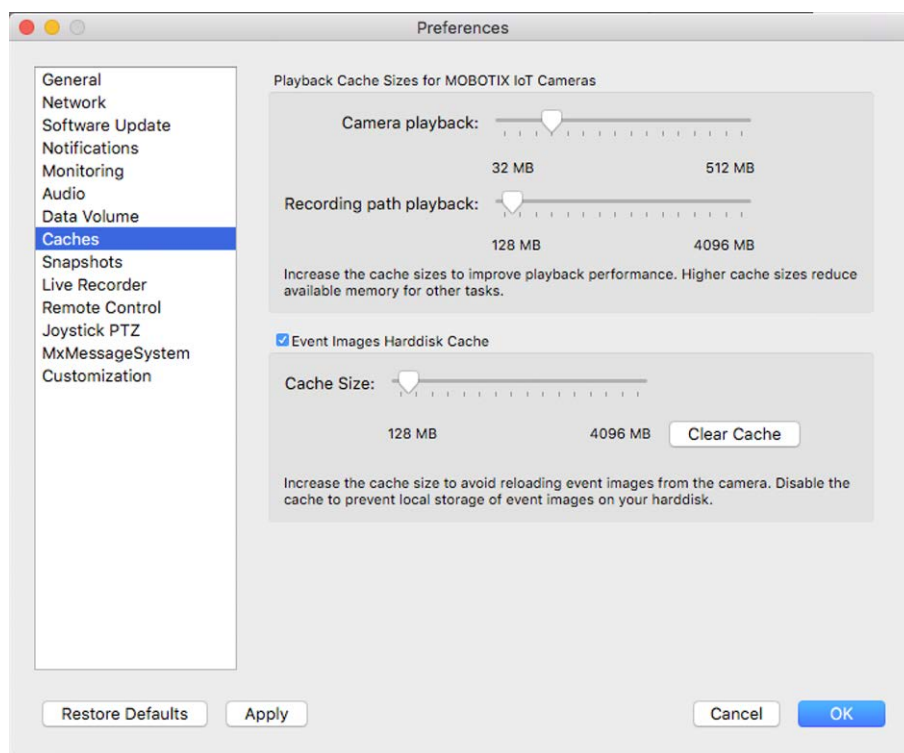 Preferences
General
Network
Software Update
Notifications
Monitoring
Audio
Data Volume
Caches
Snapshots
Live Recorder
Remote Control
Joystick PTZ
MxMessageSystem
Customization
Playback Cache Sizes for MOBOTIX IoT Cameras
Camera playback:
32 MB 512 MB
Recording path playback:
128 MB 4096 MB
Increase the cache sizes to improve playback performance. Higher cache sizes reduce
available memory for other tasks.
Event Images Harddisk Cache
Cache Size:
128 MB 4096 MB Clear Cache
Increase the cache size to avoid reloading event images from the camera. Disable the
cache to prevent local storage of event images on your harddisk.
Restore Defaults Apply Cancel OK